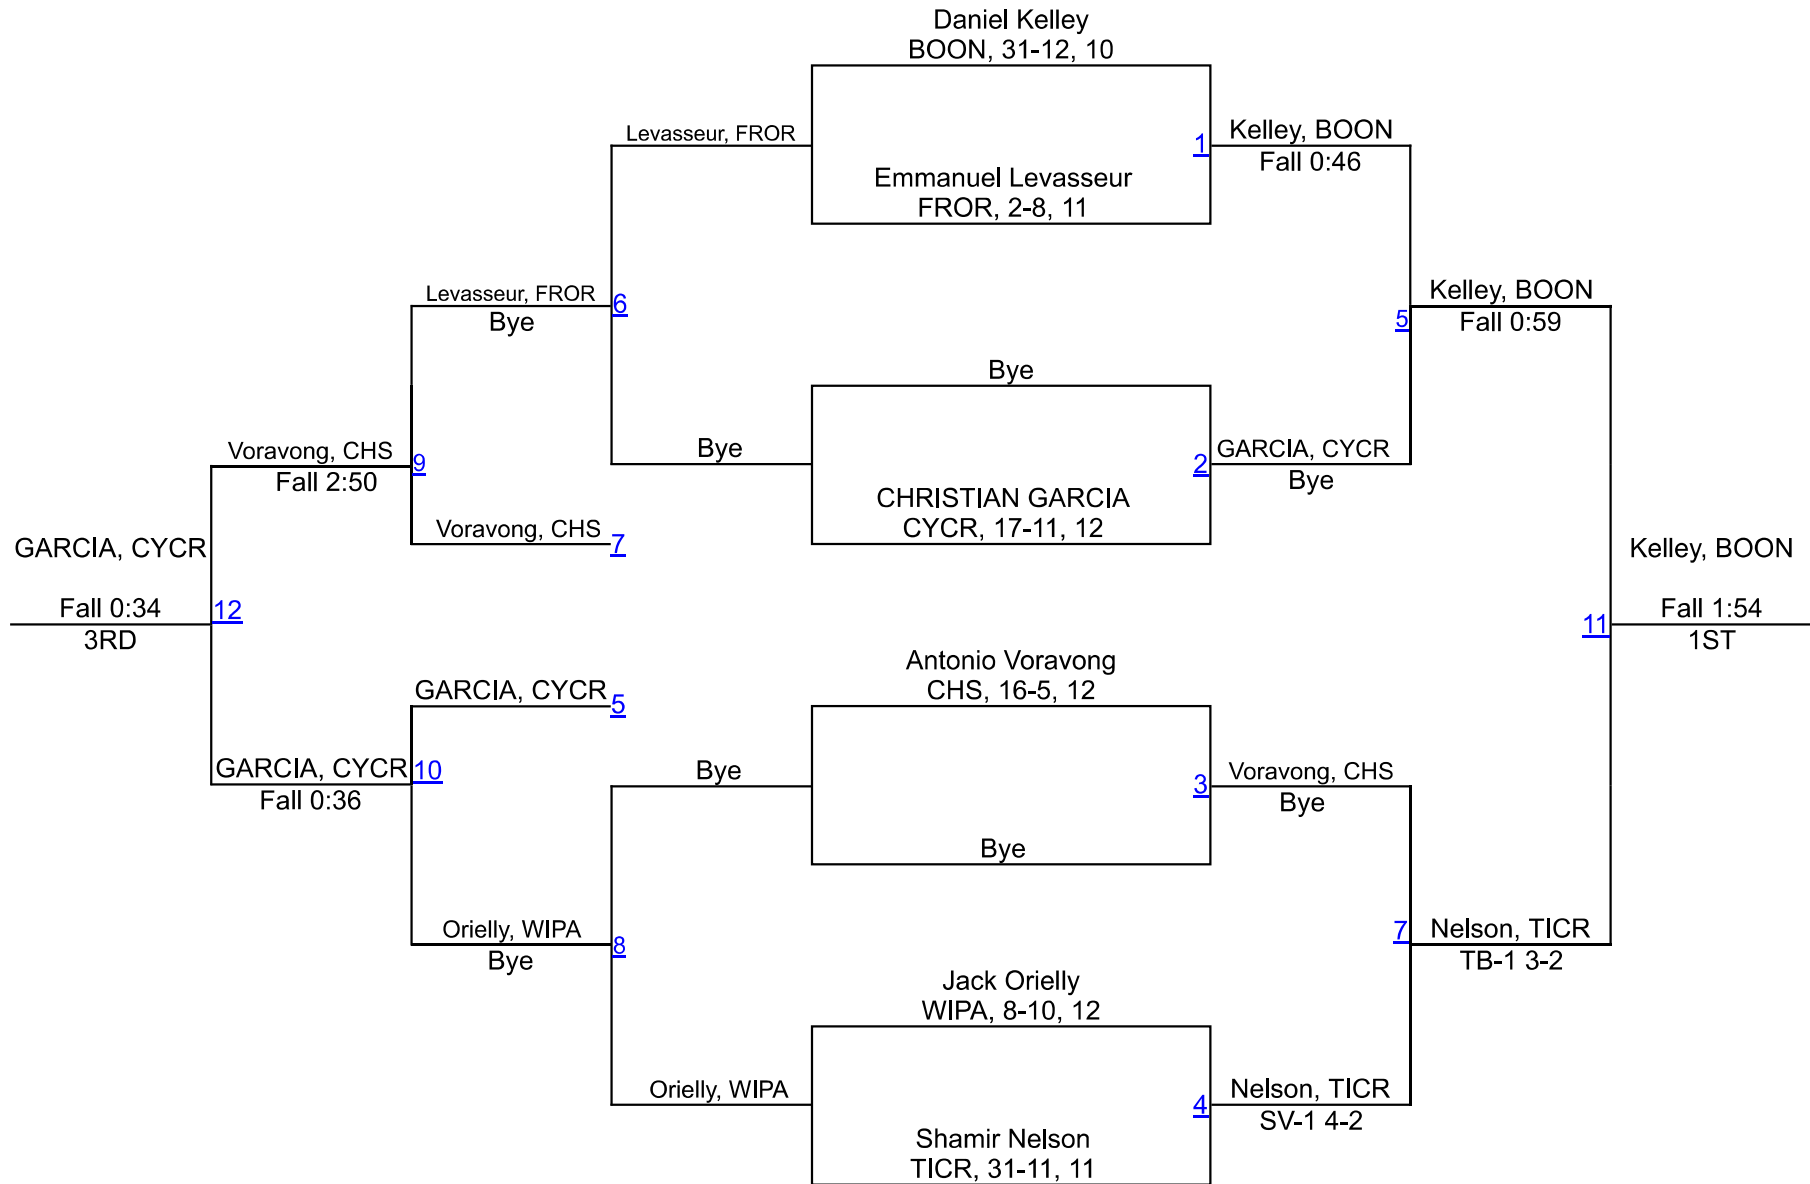 Daniel Kelley
BOON, 31-12, 10
Levasseur, FROR
1
Kelley, BOON
Fall 0:46
Emmanuel Levasseur
FROR, 2-8, 11
Levasseur, FROR
Bye
6
Kelley, BOON
Fall 0:59
5
Bye
Voravong, CHS
Fall 2:50
9
Bye
2
GARCIA, CYCR
Bye
CHRISTIAN GARCIA
CYCR, 17-11, 12
Voravong, CHS
7
GARCIA, CYCR
Fall 0:34
3RD
12
Kelley, BOON
Fall 1:54
1ST
11
Antonio Voravong
CHS, 16-5, 12
GARCIA, CYCR
5
GARCIA, CYCR
Fall 0:36
10
Bye
3
Voravong, CHS
Bye
Bye
Orielly, WIPA
Bye
8
7
Nelson, TICR
TB-1 3-2
Jack Orielly
WIPA, 8-10, 12
Orielly, WIPA
4
Nelson, TICR
SV-1 4-2
Shamir Nelson
TICR, 31-11, 11